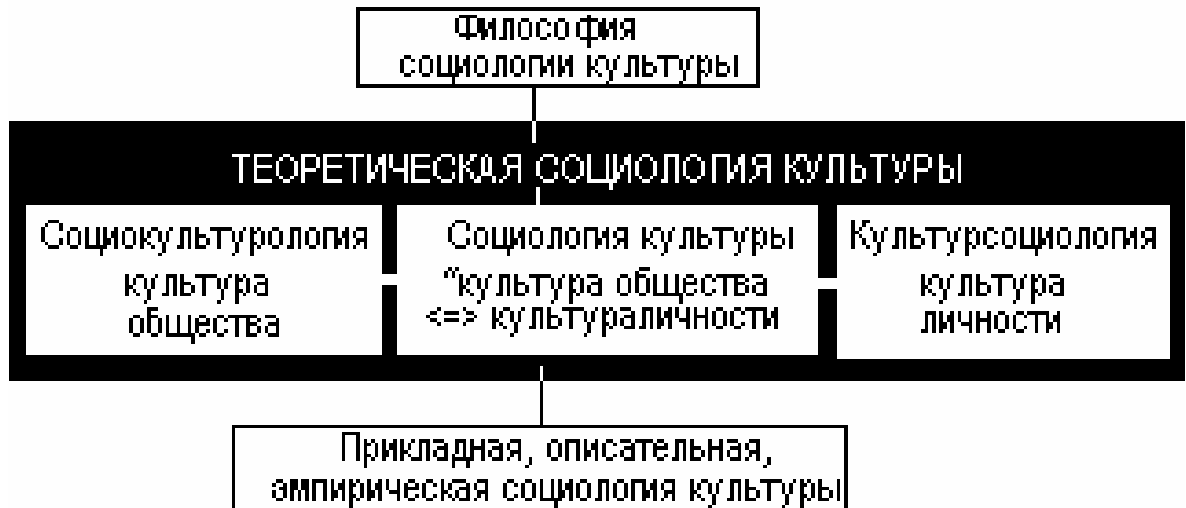 Философия
социологии культуры
ТЕОРЕТИЧЕСКАЯ СОЦИОЛОГИЯ КУЛЬТУРЫ
Социокультурология
культура
общества
Социология культуры
“культура общества
<=> культураличности
Культурсоциология
культура
личности
Прикладная, описательная,
эмпирическая социология культуры